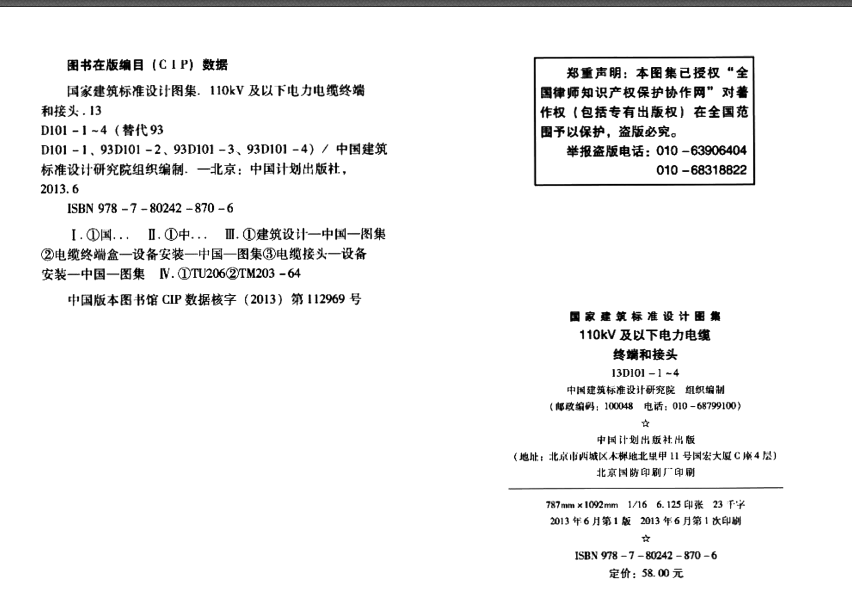 图书在版编目（CIP）数据
国家建筑标准设计图集. 110kV 及以下电力电缆终端
和接头. 13
D101－1～4（替代 93
D101－1、93D101－2、93D101－3、93D101－4）/ 中国建筑
标准设计研究院组织编制. —北京：中国计划出版社，
2013.6
ISBN 978－7－80242－870－6
Ⅰ.①国… Ⅱ.①中… Ⅲ.①建筑设计—中国—图集
②电缆终端盒—设备安装—中国—图集③电缆接头—设备
安装—中国—图集 Ⅳ.①TU206②TM203－64
中国版本图书馆 CIP 数据核字（2013）第 112969 号
郑重声明：本图集已授权“全
国律师知识产权保护协作网”对著
作权（包括专有出版权）在全国范
围予以保护，盗版必究。
举报盗版电话：010－63906404
010－68318822
国家建筑标准设计图集
110kV 及以下电力电缆
终端和接头
13D101－1～4
中国建筑标准设计研究院 组织编制
（邮政编码：100048 电话：010－68799100）
☆
中国计划出版社出版
（地址：北京市西城区木樨地北里甲 11 号国宏大厦 C 座 4 层）
北京国防印刷厂印刷
787mm×1092mm 1/16 6.125 印张 23 千字
2013 年 6 月第 1 版 2013 年 6 月第 1 次印刷
☆
ISBN 978－7－80242－870－6
定价：58.00 元